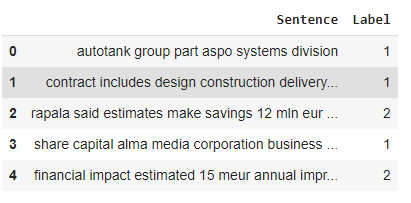 Sentence Label
0 autotank group part aspo systems division 1
1 contract includes design construction delivery... 1
2 rapala said estimates make savings 12 mln eur ... 2
3 share capital alma media corporation business ... 1
4 financial impact estimated 15 meur annual impr... 2